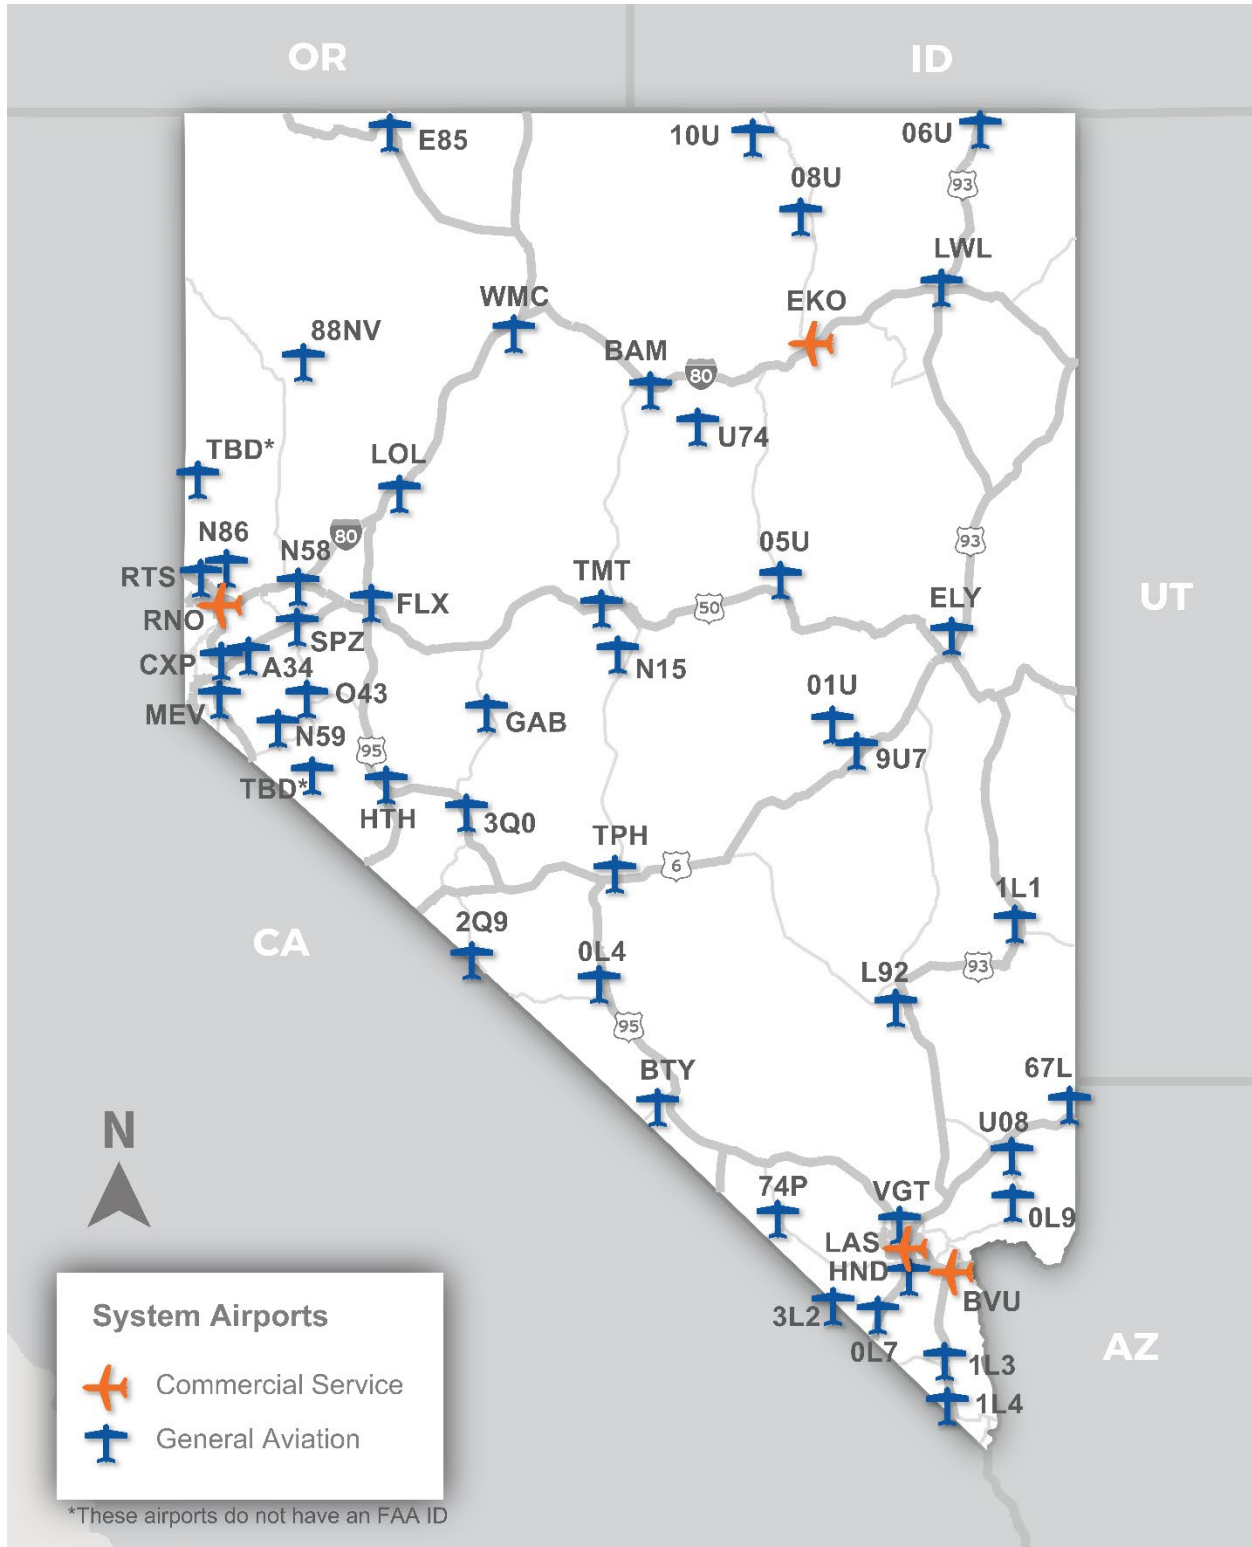 OR
ID
E85
10U
06U
93
08U
LWL
EKO
WMC
88NV
BAM
80
U74
TBD*
LOL
80
N86
N58
05U
93
RTS
TMT
FLX
50
ELY
UT
RNO
SPZ
CXP
A34
N15
01U
MEV
O43
GAB
N59
95
9U7
TBD*
HTH
3Q0
TPH
6
1L1
CA
2Q9
0L4
L92
93
95
BTY
67L
N
U08
74P
VGT
0L9
LAS
HND
BVU
3L2
0L7
AZ
1L3
1L4
System Airports
Commercial Service
General Aviation
*These airports do not have an FAA ID